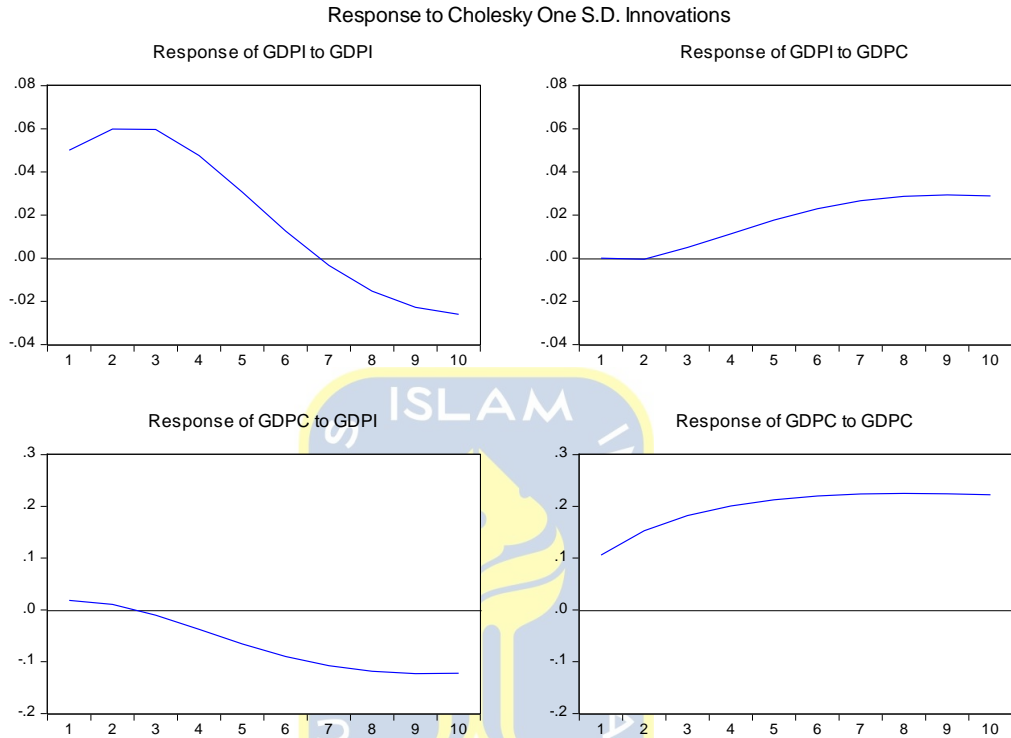 Response to Cholesky One S.D. Innovations
Response of GDPI to GDPI
.08
.06
.04
.02
.00
-.02
-.04
1 2 3 4 5 6 7 8 9 10
Response of GDPI to GDPC
.08
.06
.04
.02
.00
-.02
-.04
1 2 3 4 5 6 7 8 9 10
ISLAM
Response of GDPC to GDPI
.3
.2
.1
.0
-.1
-.2
1 2 3 4 5 6 7 8 9 10
Response of GDPC to GDPC
.3
.2
.1
.0
-.1
-.2
1 2 3 4 5 6 7 8 9 10